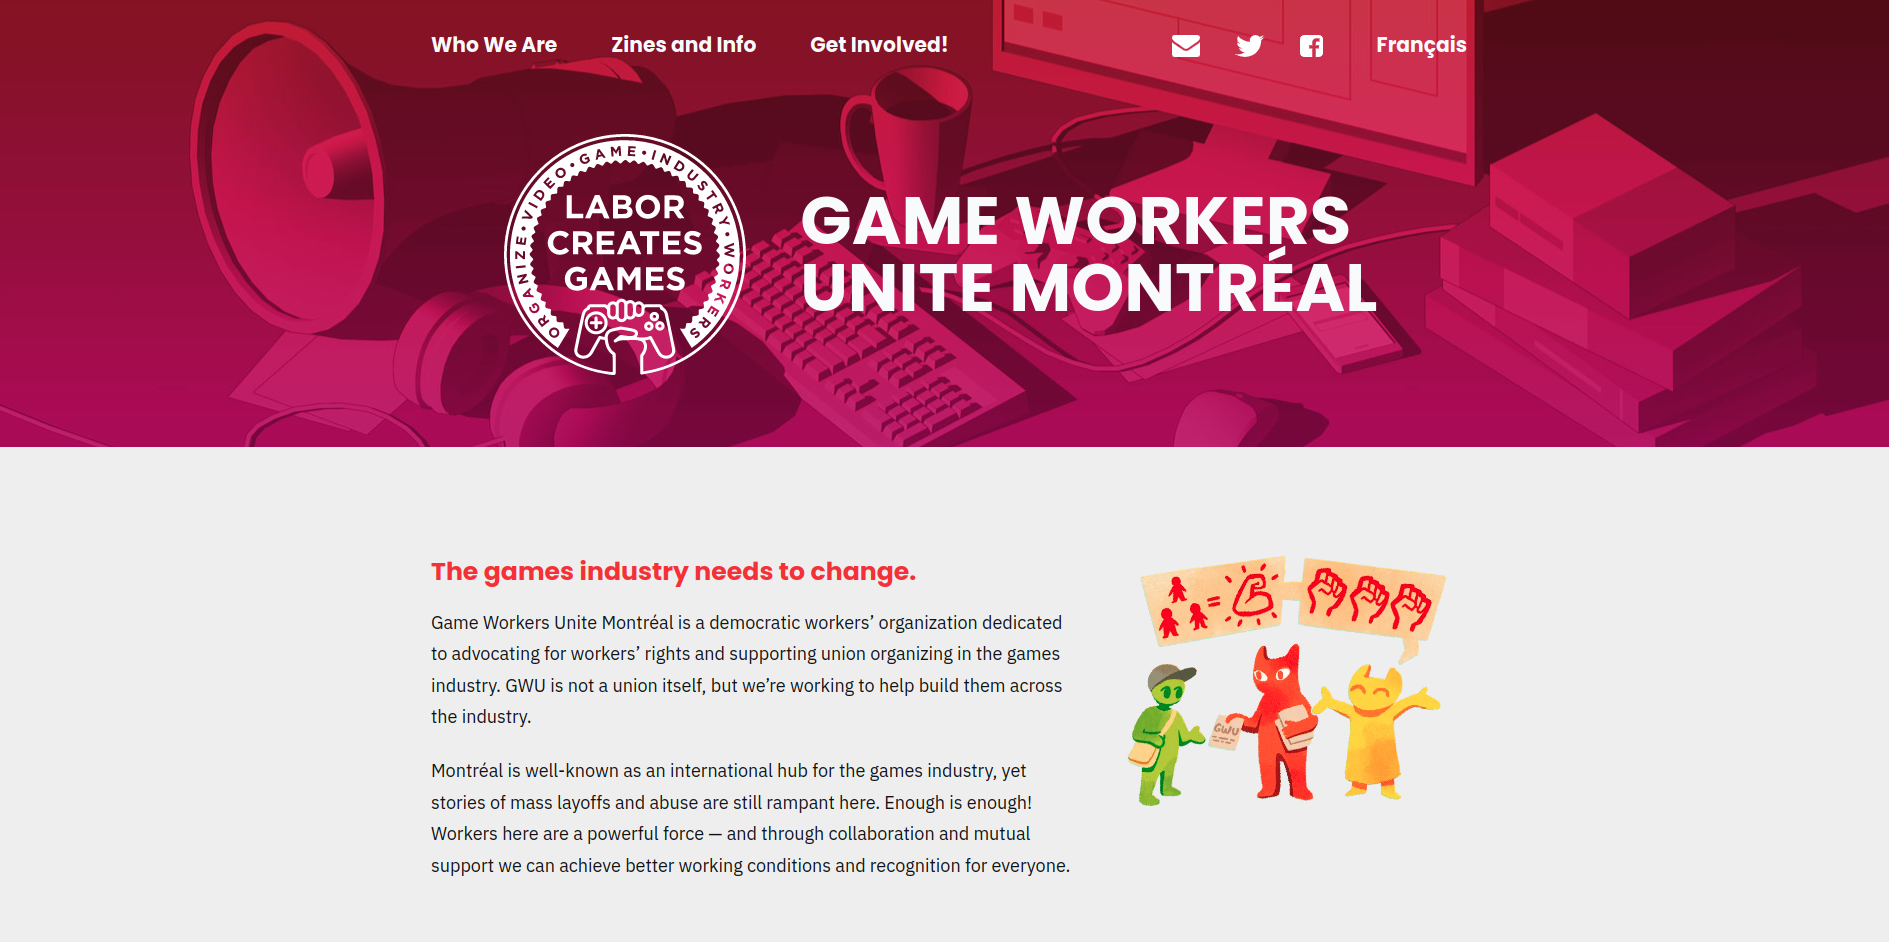 Who We Are
Zines and Info
Get Involved!
Français
ORGANIZE • VIDEO • GAME • INDUSTRY • WORKERS
LABOR
CREATES
GAMES
GAME WORKERS
UNITE MONTRÉAL
The games industry needs to change.
Game Workers Unite Montréal is a democratic workers’ organization dedicated
to advocating for workers’ rights and supporting union organizing in the games
industry. GWU is not a union itself, but we’re working to help build them across
the industry.
Montréal is well-known as an international hub for the games industry, yet
stories of mass layoffs and abuse are still rampant here. Enough is enough!
Workers here are a powerful force — and through collaboration and mutual
support we can achieve better working conditions and recognition for everyone.
=
GWU